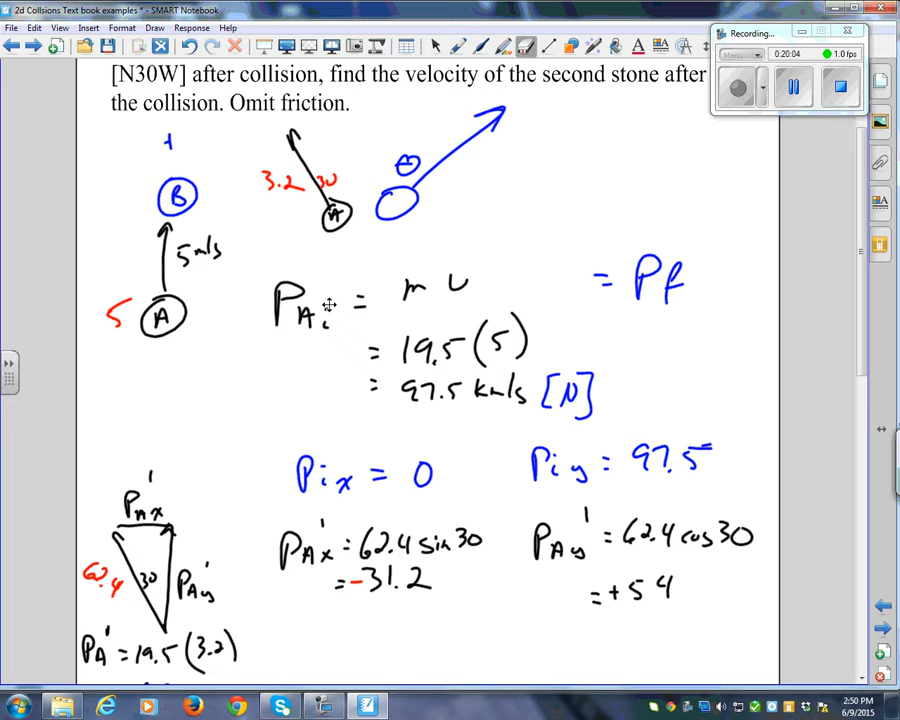 2d Collsions Text book examples * - SMART Notebook
File Edit View Insert Format Draw Response Help
Recording...
Menu
0:20:04
1.0 fps
[N30W] after collision, find the velocity of the second stone after
the collision. Omit friction.
B
5 m/s
5
A
3.2 30
A
θ
PAi = m v = Pf
= 19.5 (5)
= 97.5 km/s [N]
Pix = 0
Piy = 97.5
PAx' = 62.4 sin 30
= -31.2
PAy' = 62.4 cos 30
= +54
PAx'
62.4
30
PAy'
PA' = 19.5 (3.2)
2:50 PM
6/9/2015